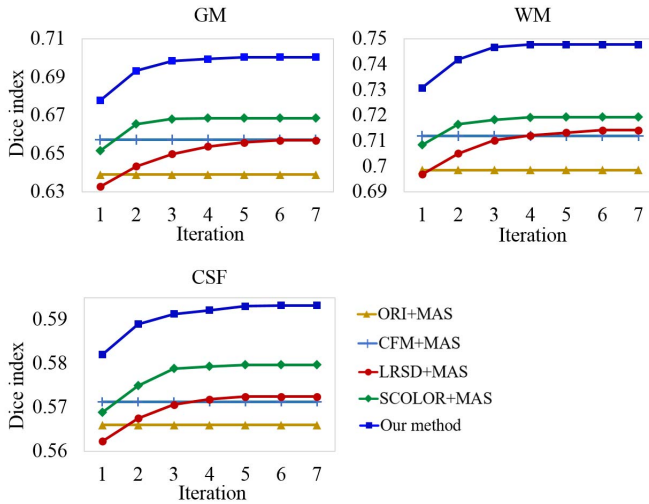 GM
Dice index
0.71
0.69
0.67
0.65
0.63
1 2 3 4 5 6 7
Iteration
WM
0.75
0.74
0.73
0.72
0.71
0.7
0.69
1 2 3 4 5 6 7
Iteration
CSF
Dice index
0.59
0.58
0.57
0.56
1 2 3 4 5 6 7
Iteration
ORI+MAS
CFM+MAS
LRSD+MAS
SCOLOR+MAS
Our method